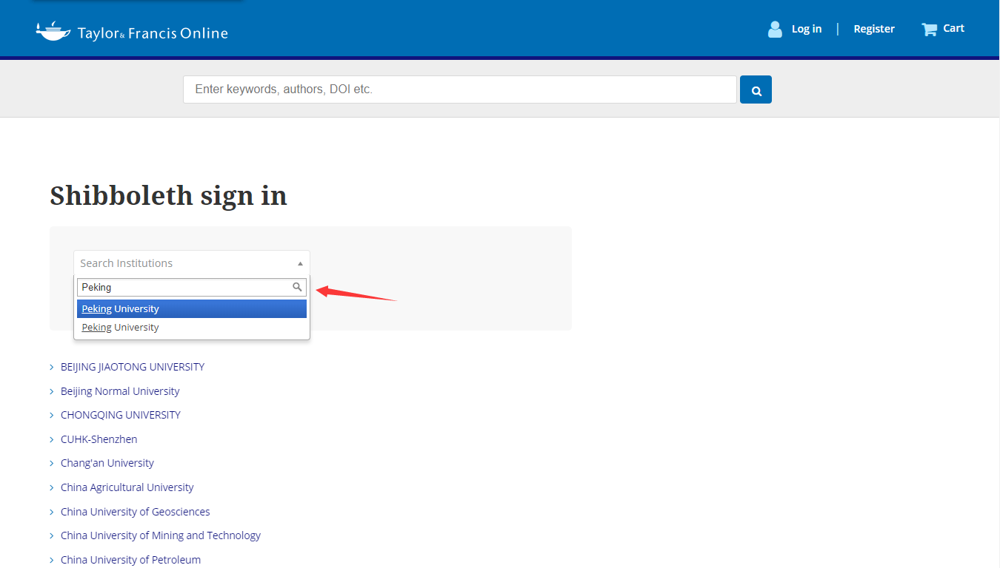 Taylor & Francis Online
Log in | Register Cart
Enter keywords, authors, DOI etc.
Shibboleth sign in
Search Institutions
Peking
Peking University
Peking University
BEIJING JIAOTONG UNIVERSITY
Beijing Normal University
CHONGQING UNIVERSITY
CUHK-Shenzhen
Chang'an University
China Agricultural University
China University of Geosciences
China University of Mining and Technology
China University of Petroleum